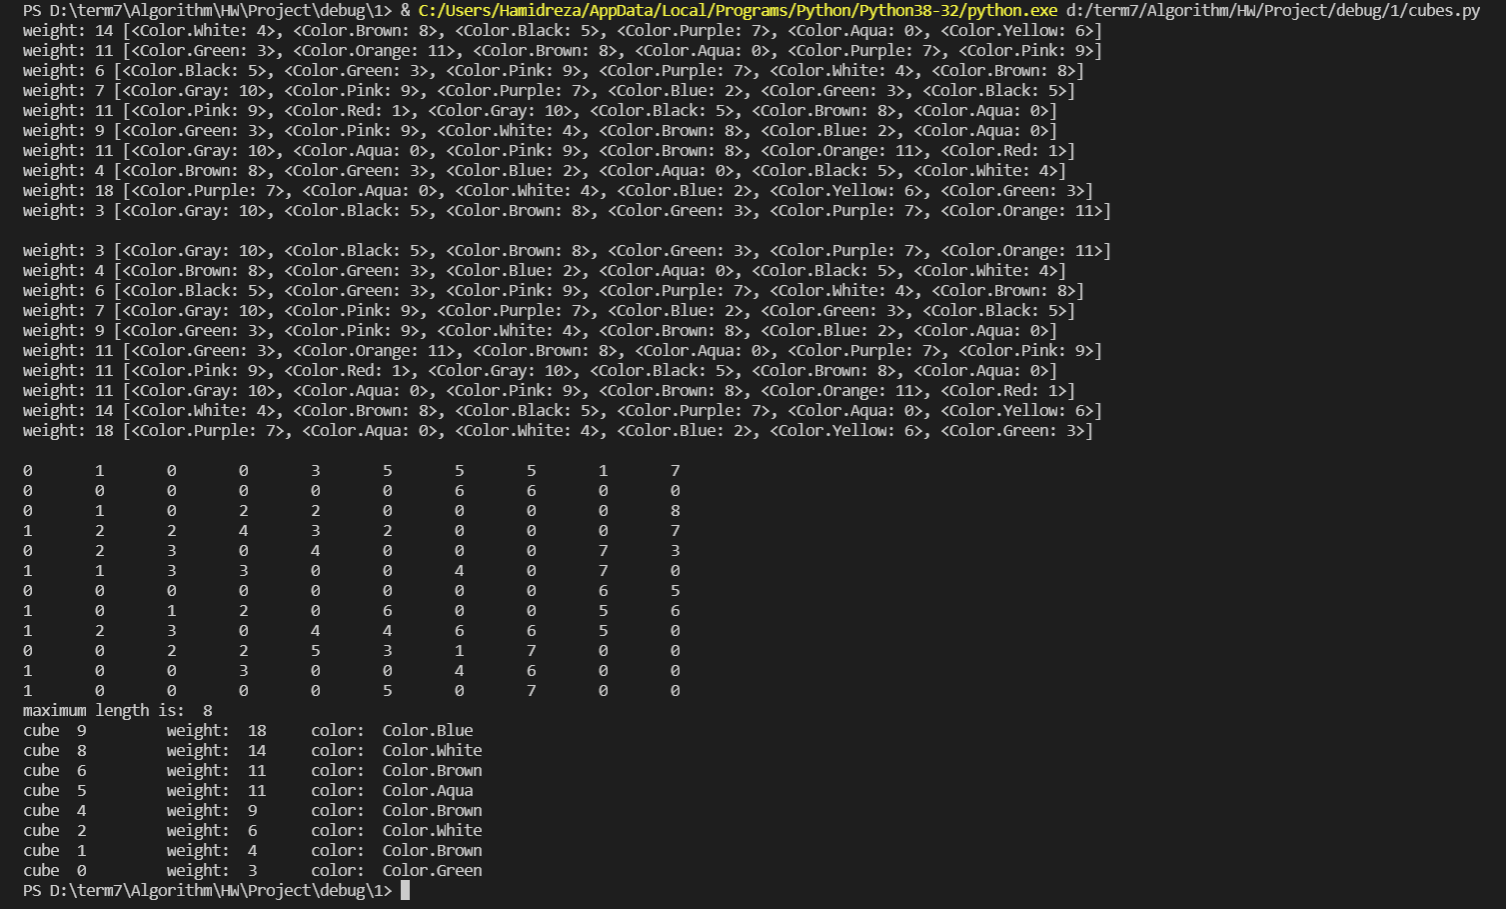 PS D:\term7\Algorithm\HW\Project\debug\1> & C:/Users/Hamidreza/AppData/Local/Programs/Python/Python38-32/python.exe d:/term7/Algorithm/HW/Project/debug/1/cubes.py
weight: 14 [<Color.White: 4>, <Color.Brown: 8>, <Color.Black: 5>, <Color.Purple: 7>, <Color.Aqua: 0>, <Color.Yellow: 6>]
weight: 11 [<Color.Green: 3>, <Color.Orange: 11>, <Color.Brown: 8>, <Color.Aqua: 0>, <Color.Purple: 7>, <Color.Pink: 9>]
weight: 6 [<Color.Black: 5>, <Color.Green: 3>, <Color.Pink: 9>, <Color.Purple: 7>, <Color.White: 4>, <Color.Brown: 8>]
weight: 7 [<Color.Gray: 10>, <Color.Pink: 9>, <Color.Purple: 7>, <Color.Blue: 2>, <Color.Green: 3>, <Color.Black: 5>]
weight: 11 [<Color.Pink: 9>, <Color.Red: 1>, <Color.Gray: 10>, <Color.Black: 5>, <Color.Brown: 8>, <Color.Aqua: 0>]
weight: 9 [<Color.Green: 3>, <Color.Pink: 9>, <Color.White: 4>, <Color.Brown: 8>, <Color.Blue: 2>, <Color.Aqua: 0>]
weight: 11 [<Color.Gray: 10>, <Color.Aqua: 0>, <Color.Pink: 9>, <Color.Brown: 8>, <Color.Orange: 11>, <Color.Red: 1>]
weight: 4 [<Color.Brown: 8>, <Color.Green: 3>, <Color.Blue: 2>, <Color.Aqua: 0>, <Color.Black: 5>, <Color.White: 4>]
weight: 18 [<Color.Purple: 7>, <Color.Aqua: 0>, <Color.White: 4>, <Color.Blue: 2>, <Color.Yellow: 6>, <Color.Green: 3>]
weight: 3 [<Color.Gray: 10>, <Color.Black: 5>, <Color.Brown: 8>, <Color.Green: 3>, <Color.Purple: 7>, <Color.Orange: 11>]
weight: 3 [<Color.Gray: 10>, <Color.Black: 5>, <Color.Brown: 8>, <Color.Green: 3>, <Color.Purple: 7>, <Color.Orange: 11>]
weight: 4 [<Color.Brown: 8>, <Color.Green: 3>, <Color.Blue: 2>, <Color.Aqua: 0>, <Color.Black: 5>, <Color.White: 4>]
weight: 6 [<Color.Black: 5>, <Color.Green: 3>, <Color.Pink: 9>, <Color.Purple: 7>, <Color.White: 4>, <Color.Brown: 8>]
weight: 7 [<Color.Gray: 10>, <Color.Pink: 9>, <Color.Purple: 7>, <Color.Blue: 2>, <Color.Green: 3>, <Color.Black: 5>]
weight: 9 [<Color.Green: 3>, <Color.Pink: 9>, <Color.White: 4>, <Color.Brown: 8>, <Color.Blue: 2>, <Color.Aqua: 0>]
weight: 11 [<Color.Green: 3>, <Color.Orange: 11>, <Color.Brown: 8>, <Color.Aqua: 0>, <Color.Purple: 7>, <Color.Pink: 9>]
weight: 11 [<Color.Pink: 9>, <Color.Red: 1>, <Color.Gray: 10>, <Color.Black: 5>, <Color.Brown: 8>, <Color.Aqua: 0>]
weight: 11 [<Color.Gray: 10>, <Color.Aqua: 0>, <Color.Pink: 9>, <Color.Brown: 8>, <Color.Orange: 11>, <Color.Red: 1>]
weight: 14 [<Color.White: 4>, <Color.Brown: 8>, <Color.Black: 5>, <Color.Purple: 7>, <Color.Aqua: 0>, <Color.Yellow: 6>]
weight: 18 [<Color.Purple: 7>, <Color.Aqua: 0>, <Color.White: 4>, <Color.Blue: 2>, <Color.Yellow: 6>, <Color.Green: 3>]
0 1 0 0 3 5 5 5 1 7
0 0 0 0 0 0 6 6 0 0
0 1 0 2 2 0 0 0 0 8
1 2 2 4 3 2 0 0 0 7
0 2 3 0 4 0 0 0 7 3
1 1 3 3 0 0 4 0 7 0
0 0 0 0 0 0 0 0 6 5
1 0 1 2 0 6 0 0 5 6
1 2 3 0 4 4 6 6 5 0
0 0 2 2 5 3 1 7 0 0
1 0 0 3 0 0 4 6 0 0
1 0 0 0 0 5 0 7 0 0
maximum length is: 8
cube 9 weight: 18 color: Color.Blue
cube 8 weight: 14 color: Color.White
cube 6 weight: 11 color: Color.Brown
cube 5 weight: 11 color: Color.Aqua
cube 4 weight: 9 color: Color.Brown
cube 2 weight: 6 color: Color.White
cube 1 weight: 4 color: Color.Brown
cube 0 weight: 3 color: Color.Green
PS D:\term7\Algorithm\HW\Project\debug\1>